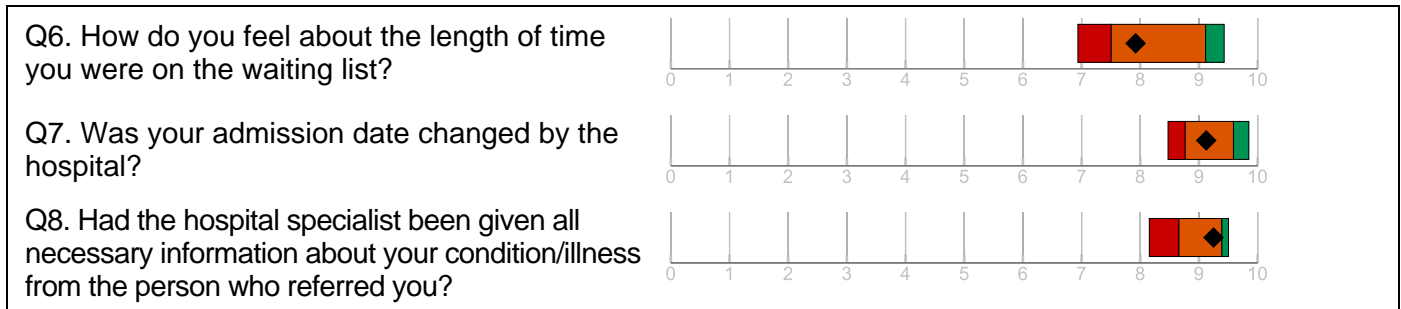 Q6. How do you feel about the length of time
you were on the waiting list?
0 1 2 3 4 5 6 7 8 9 10
Q7. Was your admission date changed by the
hospital?
0 1 2 3 4 5 6 7 8 9 10
Q8. Had the hospital specialist been given all
necessary information about your condition/illness
from the person who referred you?
0 1 2 3 4 5 6 7 8 9 10